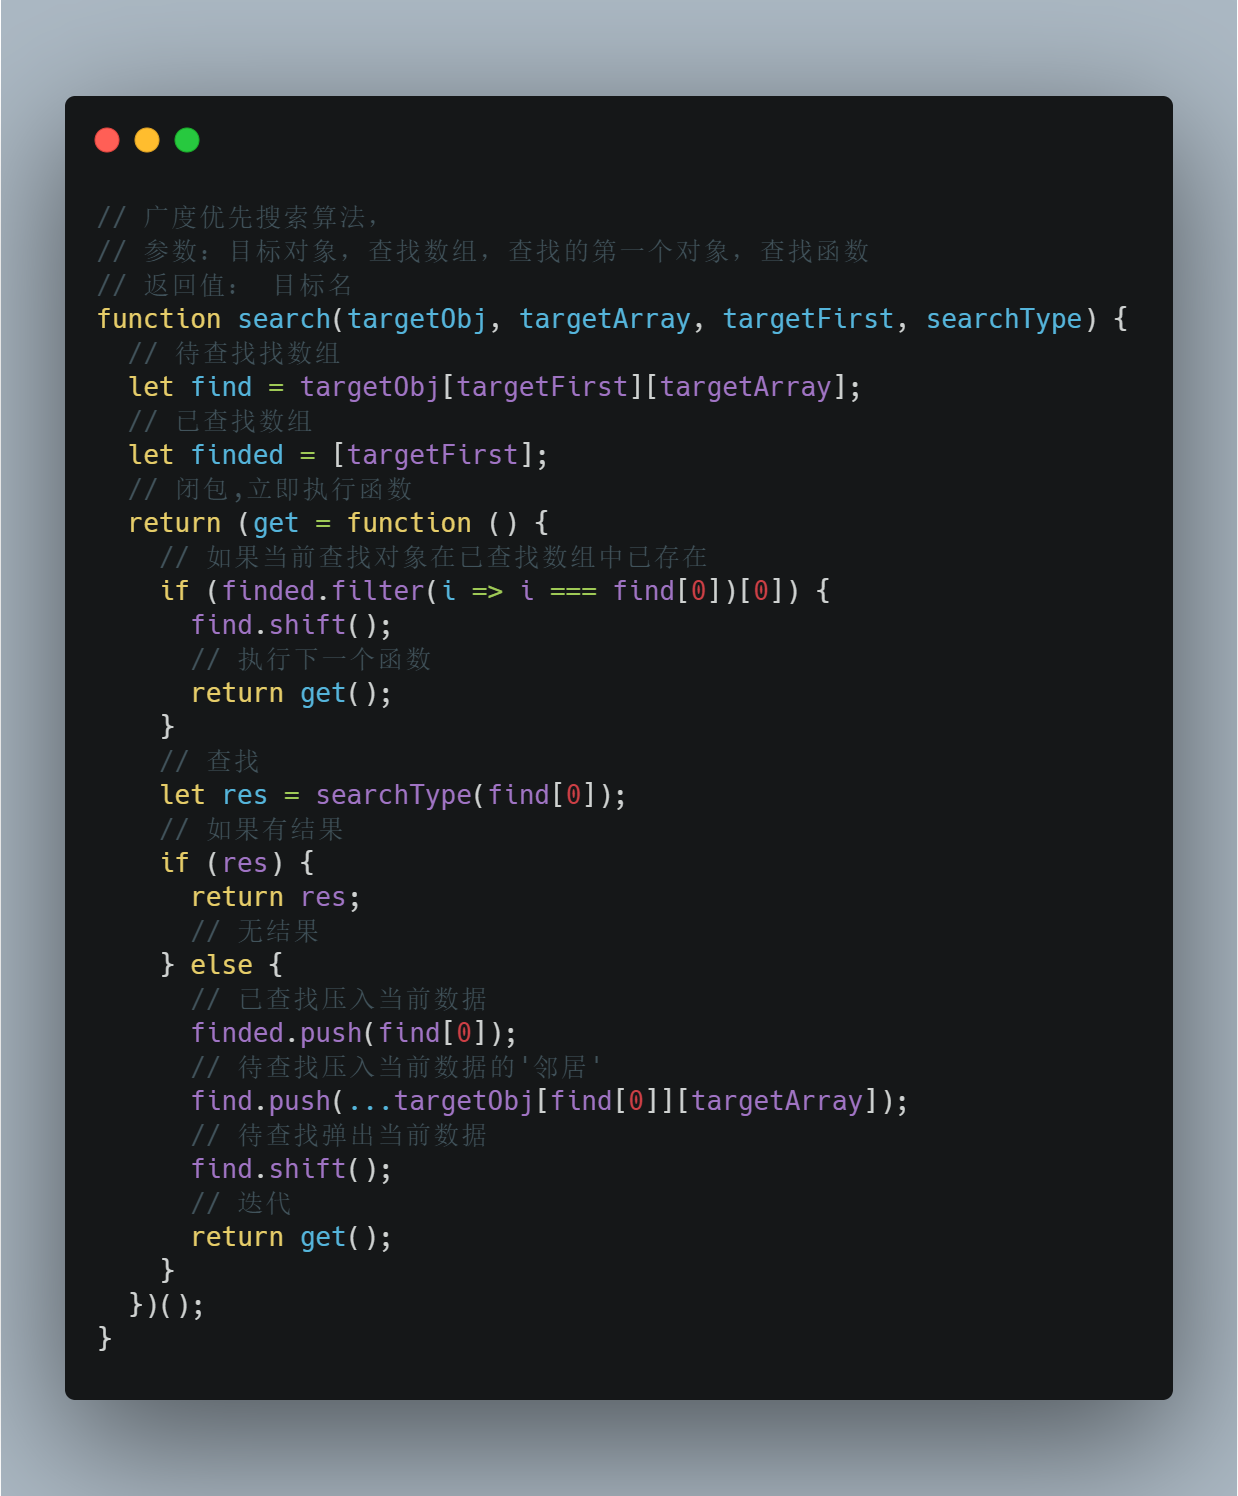 // 广度优先搜索算法，
// 参数：目标对象，查找数组，查找的第一个对象，查找函数
// 返回值： 目标名
function search(targetObj, targetArray, targetFirst, searchType) {
  // 待查找找数组
  let find = targetObj[targetFirst][targetArray];
  // 已查找数组
  let finded = [targetFirst];
  // 闭包,立即执行函数
  return (get = function () {
    // 如果当前查找对象在已查找数组中已存在
    if (finded.filter(i => i === find[0])[0]) {
      find.shift();
      // 执行下一个函数
      return get();
    }
    // 查找
    let res = searchType(find[0]);
    // 如果有结果
    if (res) {
      return res;
      // 无结果
    } else {
      // 已查找压入当前数据
      finded.push(find[0]);
      // 待查找压入当前数据的'邻居'
      find.push(...targetObj[find[0]][targetArray]);
      // 待查找弹出当前数据
      find.shift();
      // 迭代
      return get();
    }
  })();
}